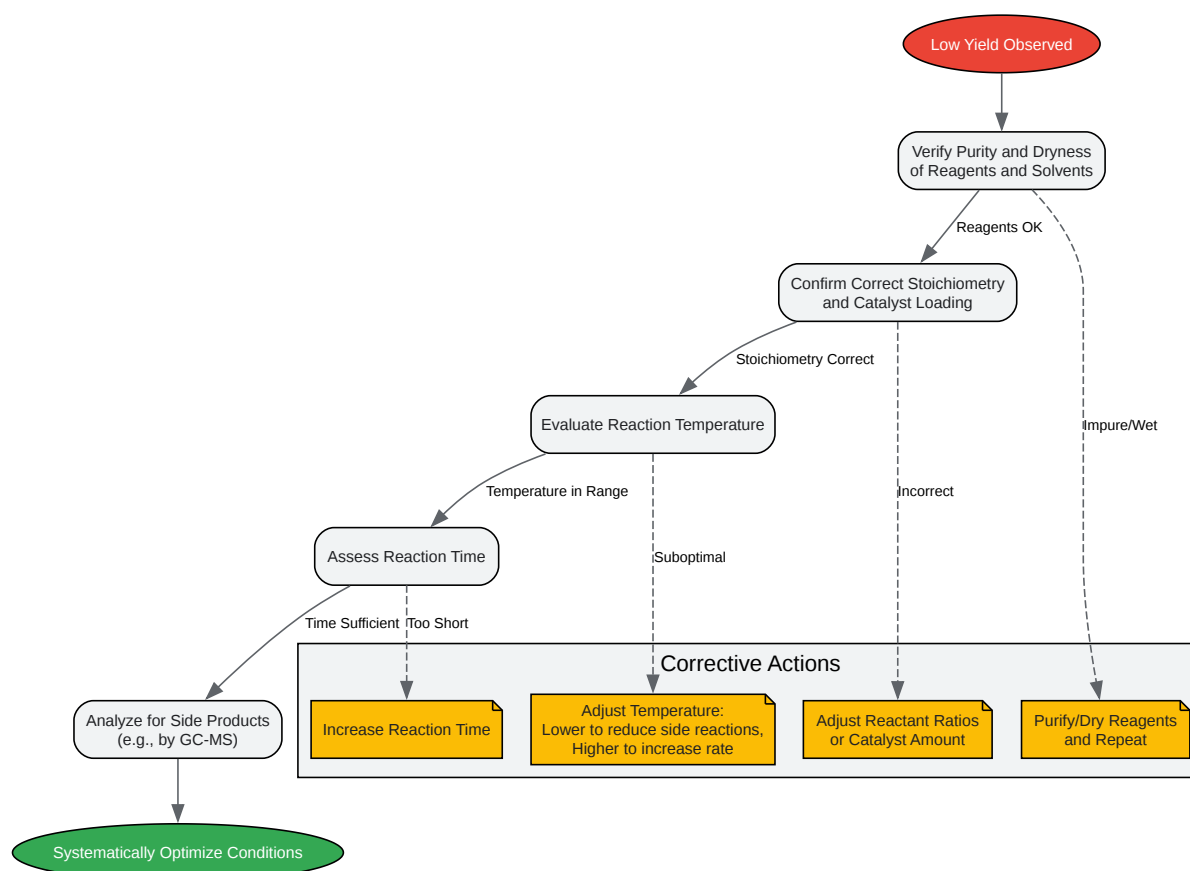 Low Yield Observed
Verify Purity and Dryness
of Reagents and Solvents
Reagents OK
Confirm Correct Stoichiometry
and Catalyst Loading
Stoichiometry Correct
Evaluate Reaction Temperature
Impure/Wet
Temperature in Range
Incorrect
Assess Reaction Time
Suboptimal
Time Sufficient
Too Short
Corrective Actions
Increase Reaction Time
Adjust Temperature:
Lower to reduce side reactions,
Higher to increase rate
Adjust Reactant Ratios
or Catalyst Amount
Purify/Dry Reagents
and Repeat
Analyze for Side Products
(e.g., by GC-MS)
Systematically Optimize Conditions